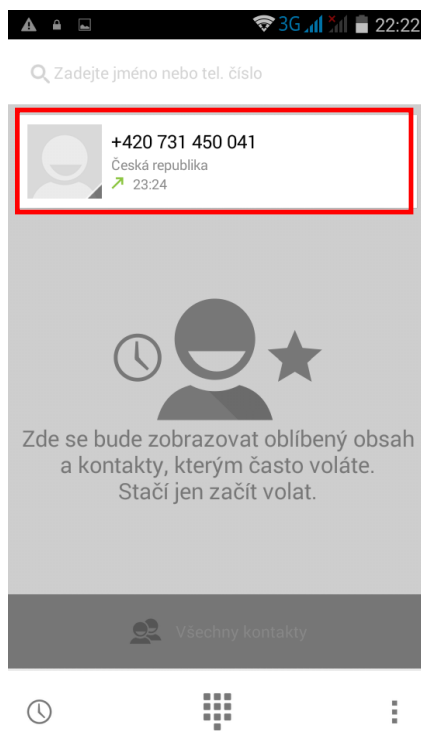 3G 22:22
Zadejte jméno nebo tel. číslo
+420 731 450 041
Česká republika
23:24
Zde se bude zobrazovat oblíbený obsah
a kontakty, kterým často voláte.
Stačí jen začít volat.
Všechny kontakty